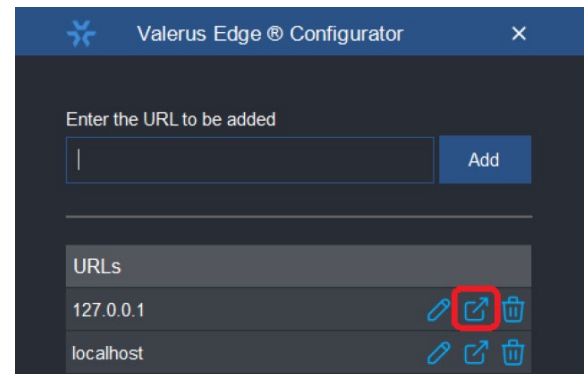 Valerus Edge ® Configurator
Enter the URL to be added
Add
URLs
127.0.0.1
localhost